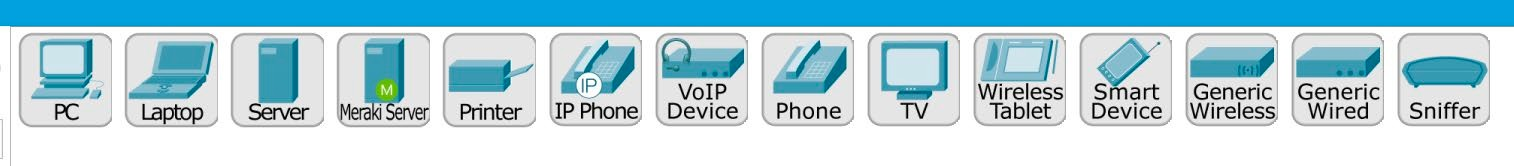 PC
Laptop
Server
M
Meraki Server
Printer
IP
IP Phone
VoIP
Device
Phone
TV
Wireless
Tablet
Smart
Device
Generic
Wireless
Generic
Wired
Sniffer